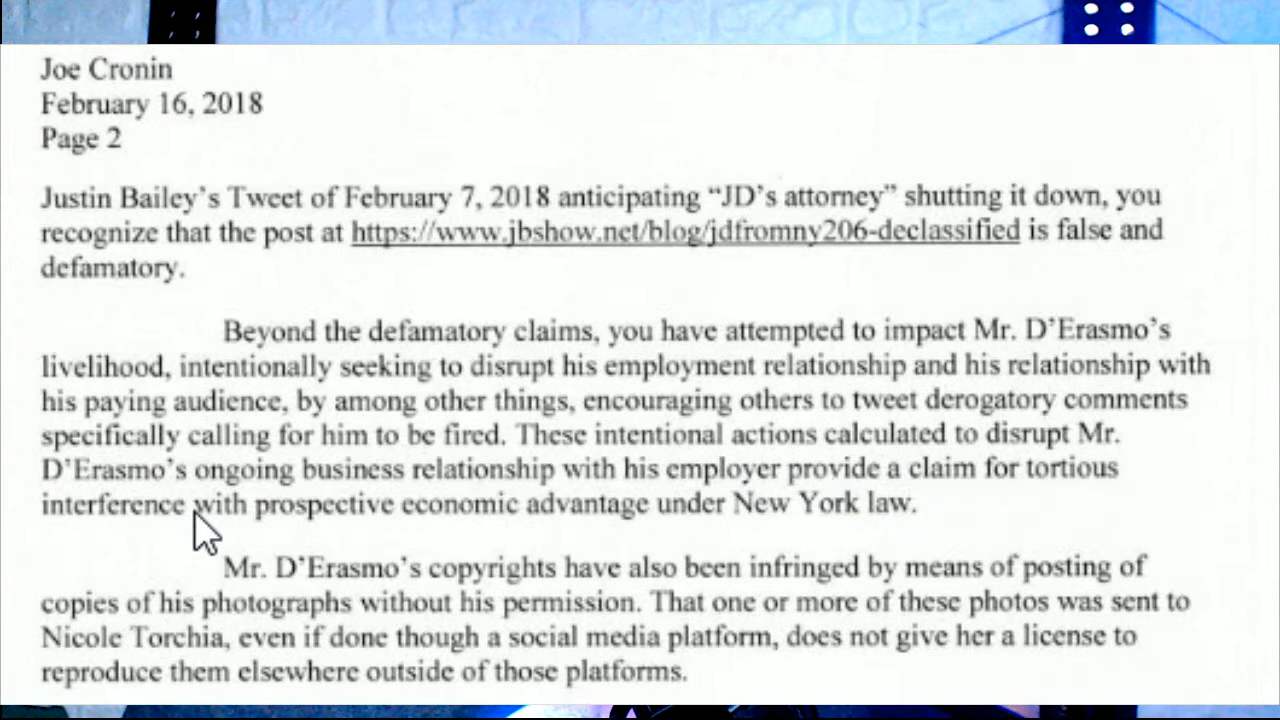 Joe Cronin
February 16, 2018
Page 2
Justin Bailey's Tweet of February 7, 2018 anticipating “JD's attorney” shutting it down, you
recognize that the post at https://www.jbshow.net/blog/jdfromny206-declassified is false and
defamatory.
Beyond the defamatory claims, you have attempted to impact Mr. D'Erasmo's
livelihood, intentionally seeking to disrupt his employment relationship and his relationship with
his paying audience, by among other things, encouraging others to tweet derogatory comments
specifically calling for him to be fired. These intentional actions calculated to disrupt Mr.
D'Erasmo's ongoing business relationship with his employer provide a claim for tortious
interference with prospective economic advantage under New York law.
Mr. D'Erasmo's copyrights have also been infringed by means of posting of
copies of his photographs without his permission. That one or more of these photos was sent to
Nicole Torchia, even if done though a social media platform, does not give her a license to
reproduce them elsewhere outside of those platforms.